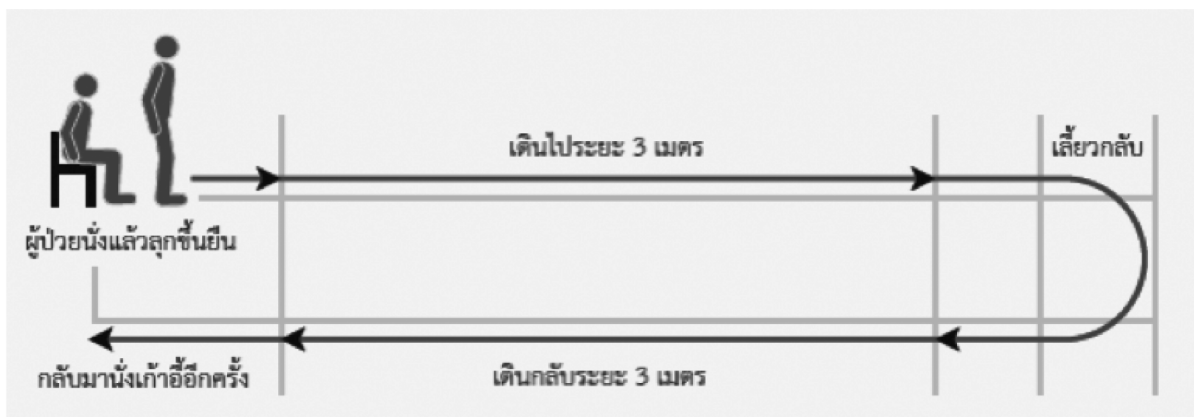 เดินไประยะ 3 เมตร
เลี้ยวกลับ
ผู้ป่วยนั่งแล้วลุกขึ้นยืน
กลับมานั่งเก้าอี้อีกครั้ง
เดินกลับระยะ 3 เมตร